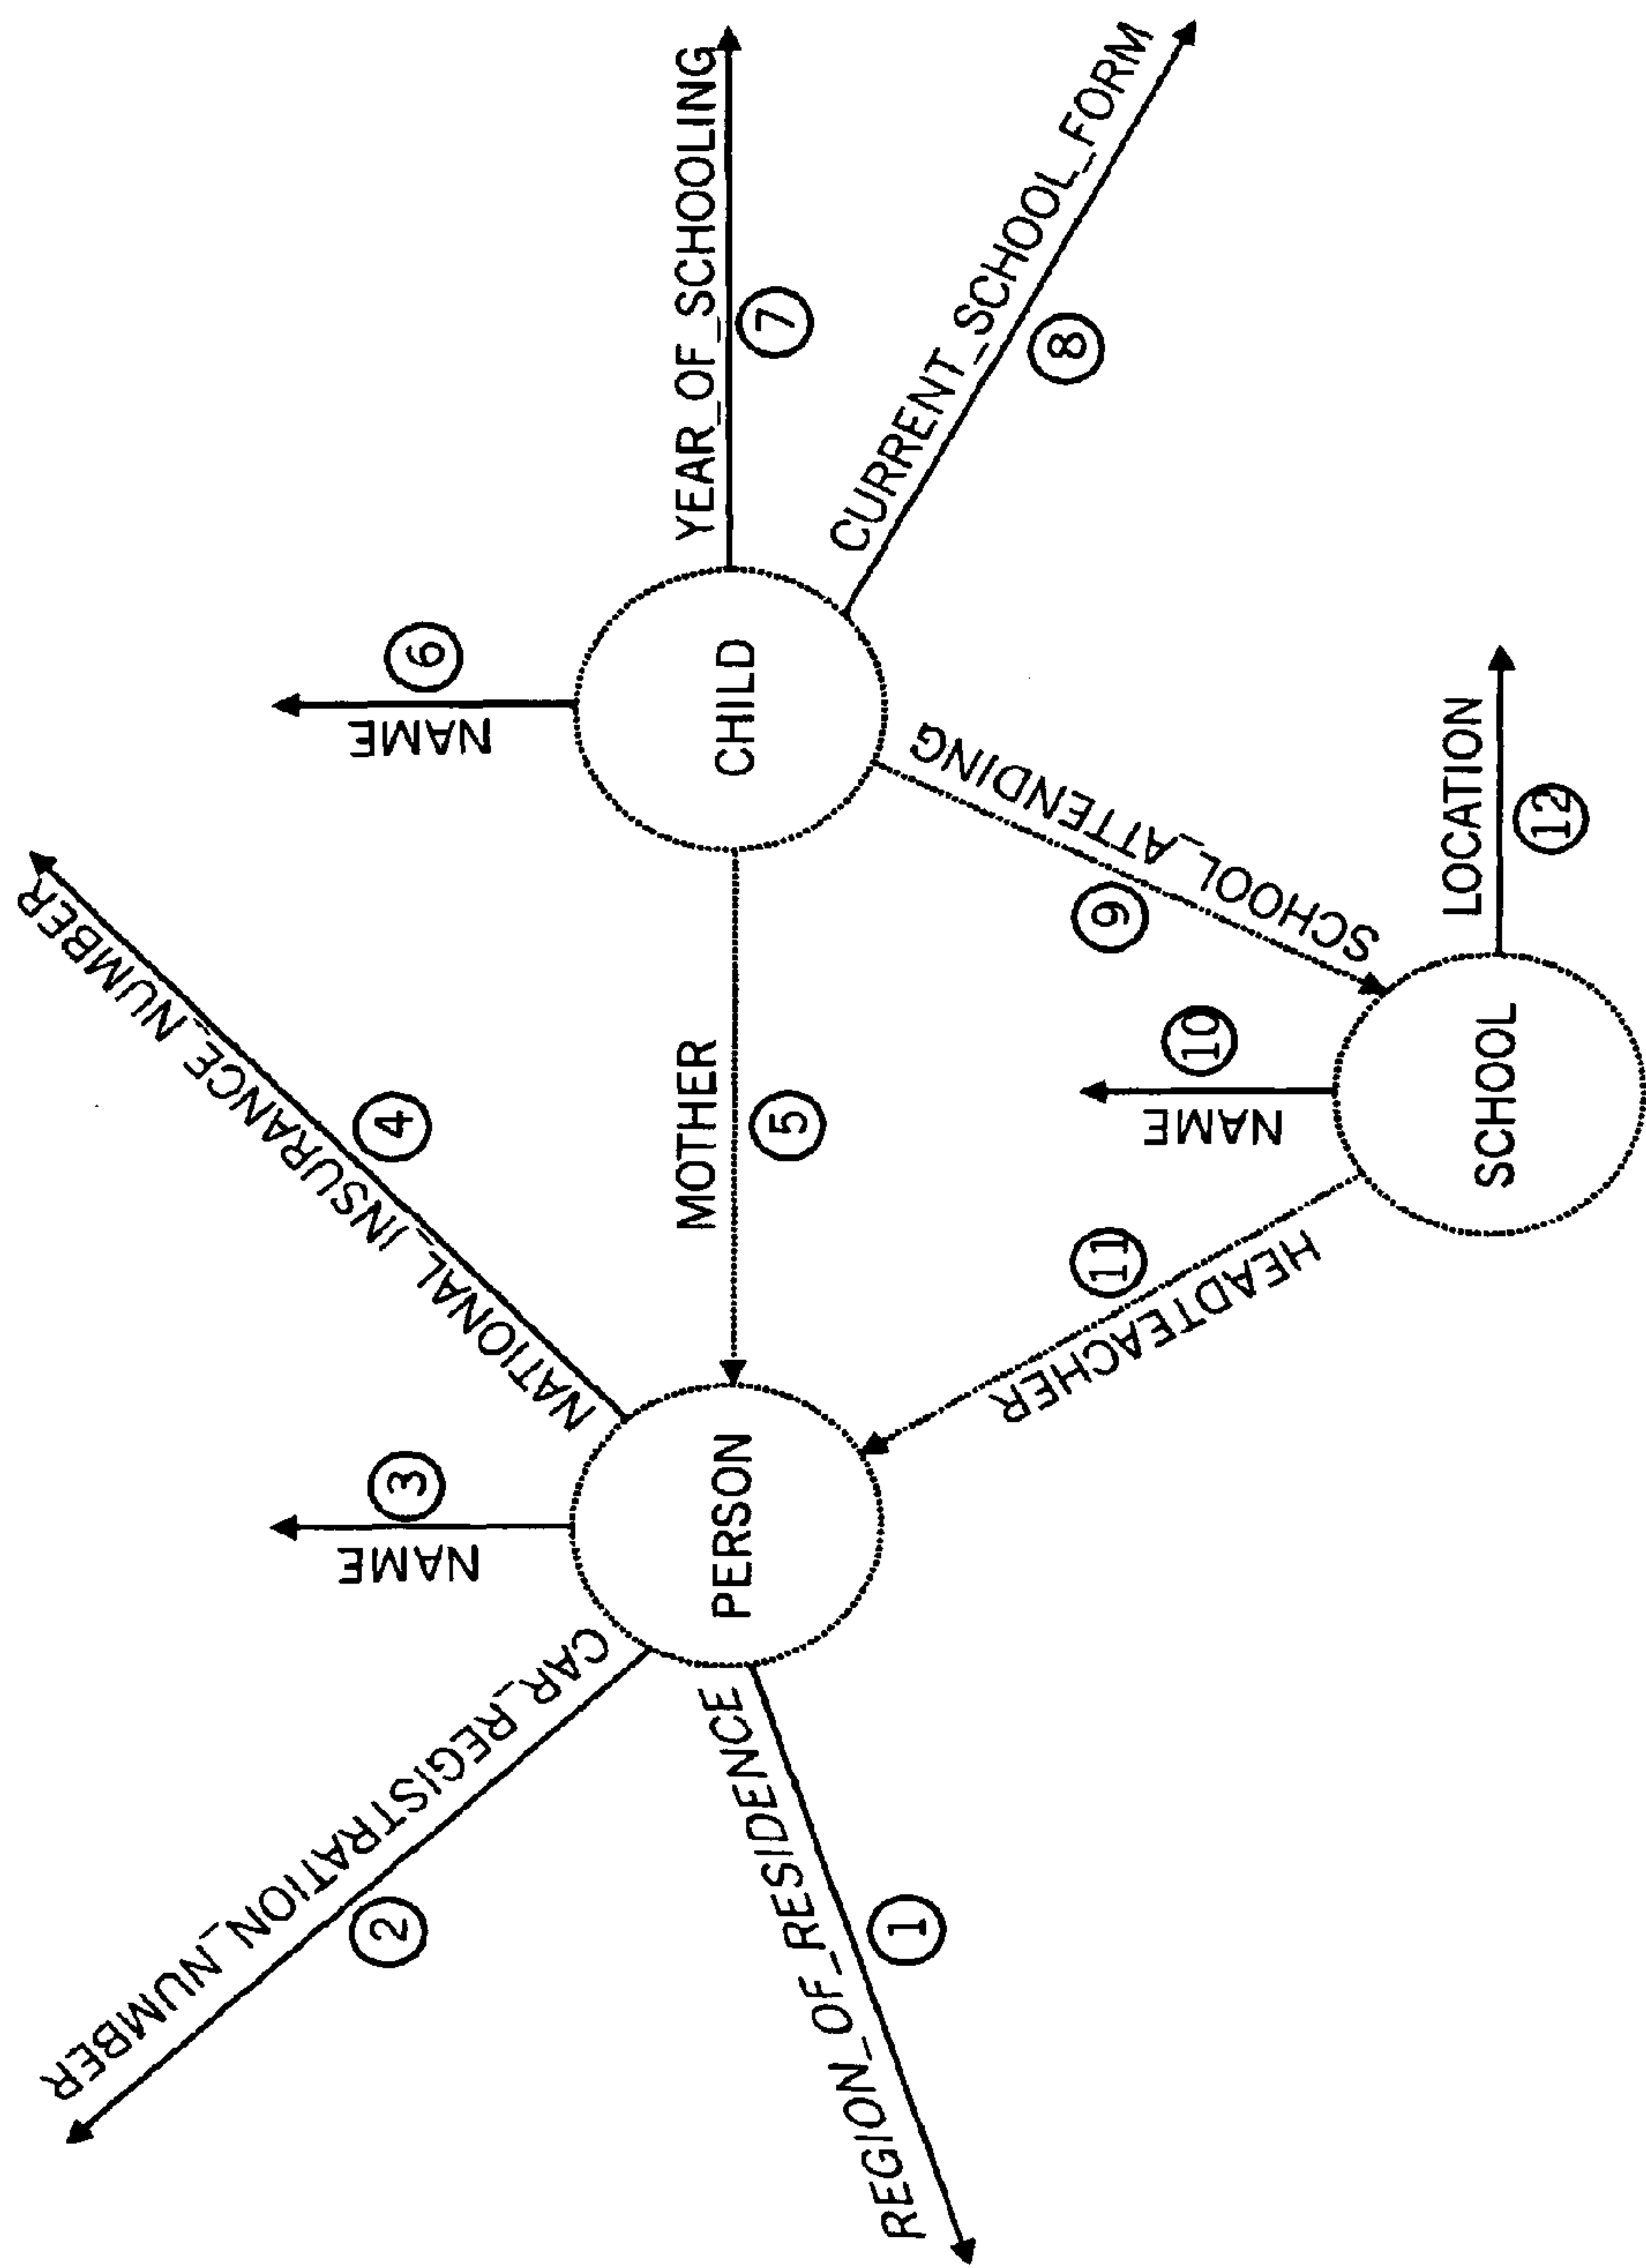 REGION_OF_RESIDENCE
1
CAR_REGISTRATION_NUMBER
2
NAME
3
NATIONAL_INSURANCE_NUMBER
4
PERSON
MOTHER
5
CHILD
NAME
6
YEAR_OF_SCHOOLING
7
CURRENT_SCHOOL_FORM
8
SCHOOL_ATTENDING
9
HEADTEACHER
11
NAME
10
SCHOOL
LOCATION
12